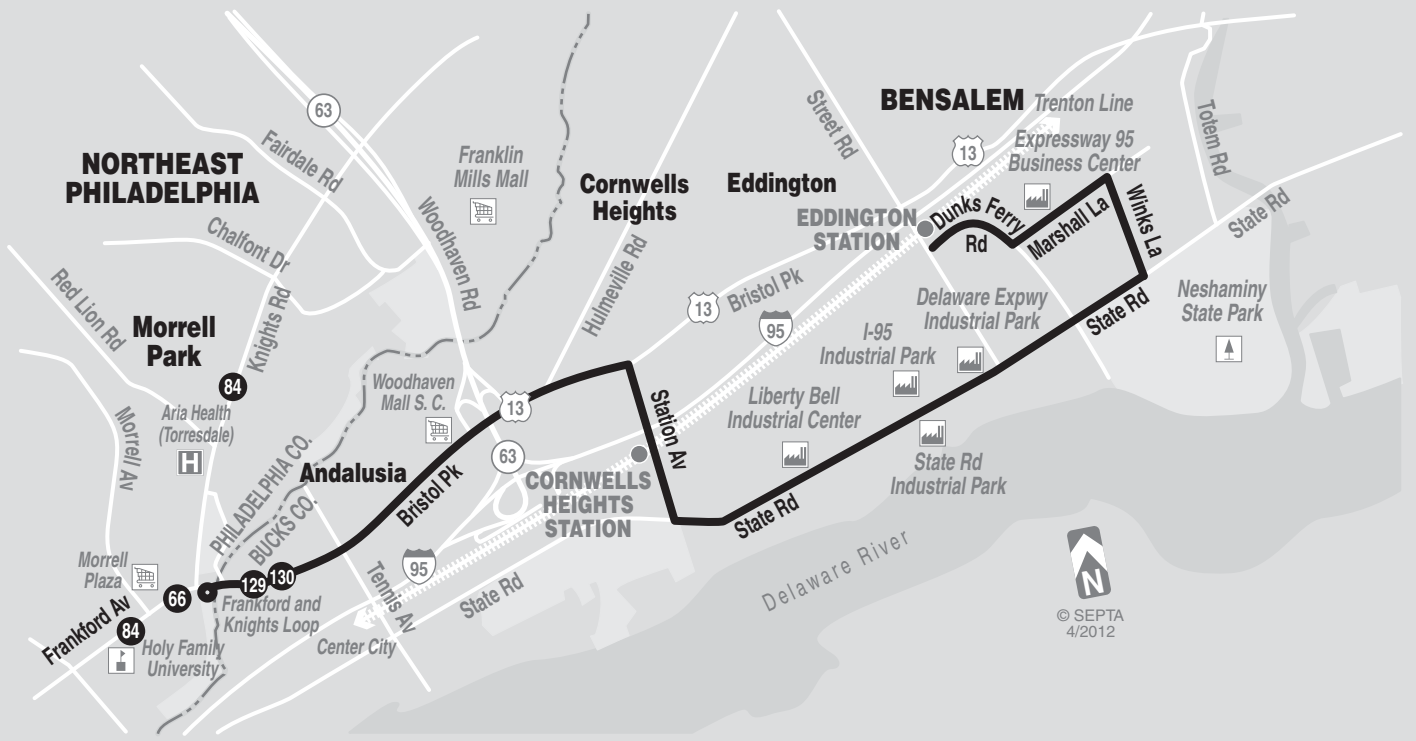 63
BENSALEM
Trenton Line
Street Rd
13
Expressway 95
Business Center
Totem Rd
Fairdale Rd
Franklin
Mills Mall
NORTHEAST
PHILADELPHIA
Cornwells
Heights
Eddington
Woodhaven Rd
EDDINGTON
STATION
Dunks Ferry
Rd
Marshall La
Winks La
State Rd
Chalfont Dr
Red Lion Rd
Knights Rd
Hulmeville Rd
Bristol Pk
13
95
Delaware Expwy
Industrial Park
State Rd
Neshaminy
State Park
Morrell
Park
I-95
Industrial Park
84
Woodhaven
Mall S. C.
13
Station Av
Liberty Bell
Industrial Center
Aria Health
(Torresdale)
H
Morrell Av
PHILADELPHIA CO.
BUCKS CO.
Andalusia
Bristol Pk
63
CORNWELLS
HEIGHTS
STATION
State Rd
Industrial Park
State Rd
Delaware River
Morrell
Plaza
66
129
130
Frankford and
Knights Loop
95
Tennis Av
State Rd
N
Frankford Av
84
Holy Family
University
Center City
© SEPTA
4/2012